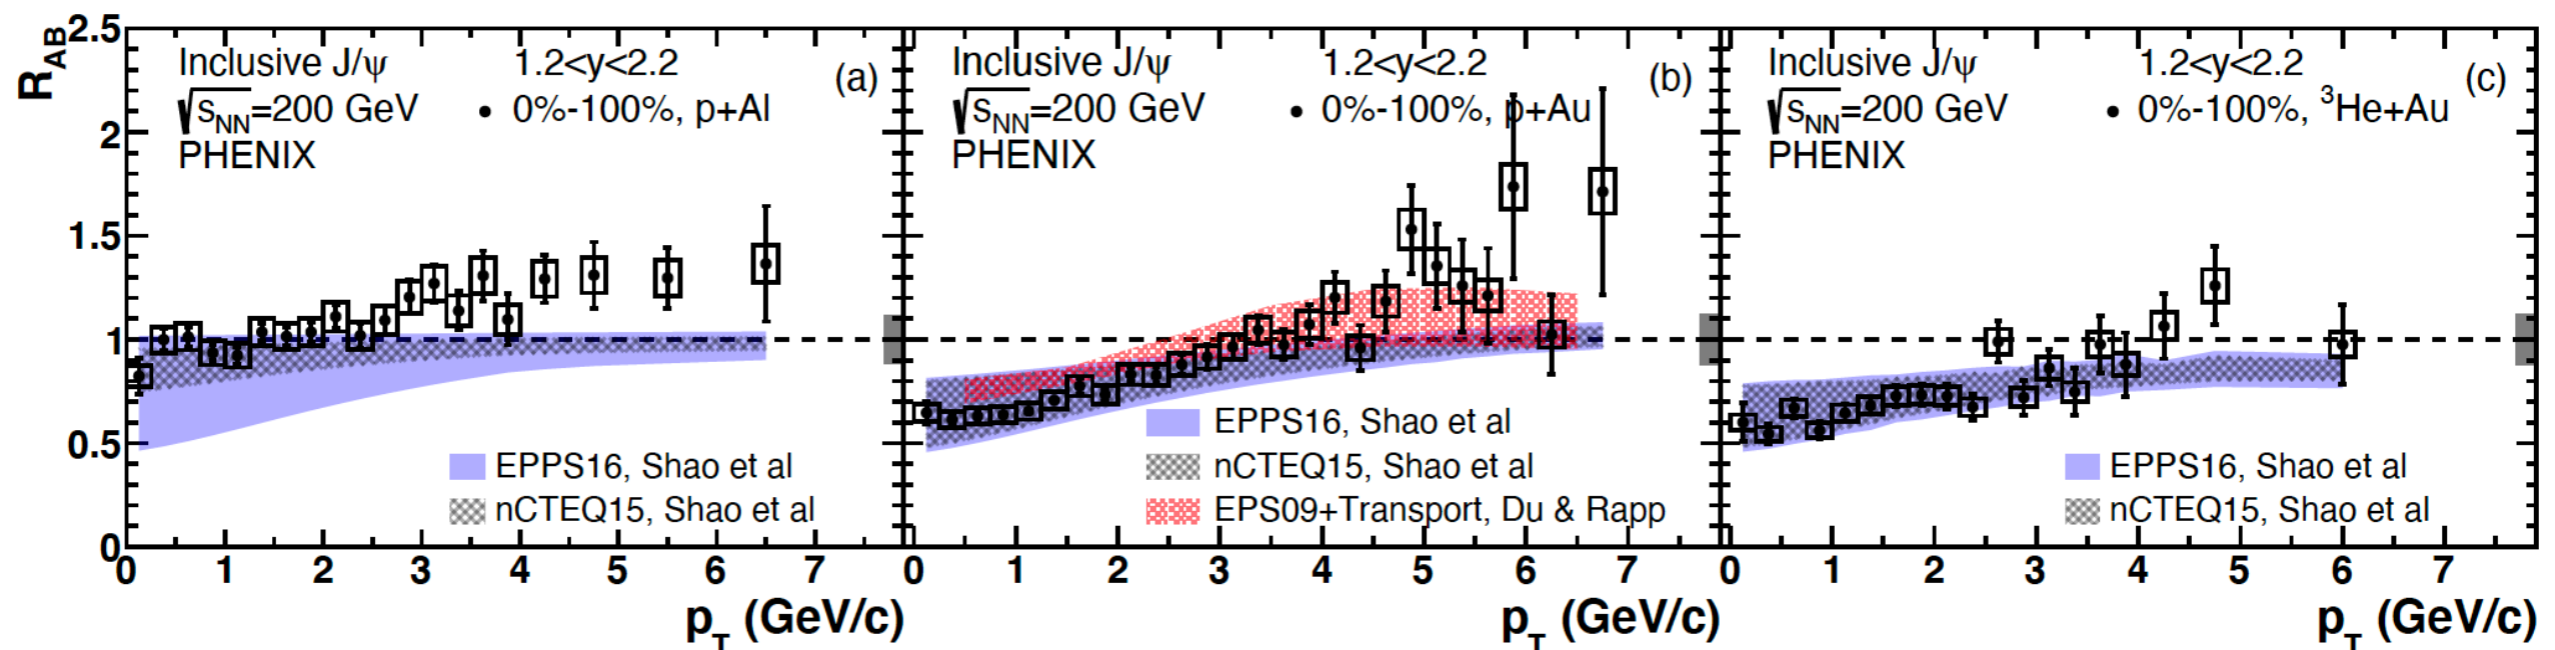 R_AB
2.5
2
1.5
1
0.5
0
Inclusive J/ψ
1.2<y<2.2
(a)
√s_NN=200 GeV
• 0%-100%, p+Al
PHENIX
EPPS16, Shao et al
nCTEQ15, Shao et al
0 1 2 3 4 5 6 7
p_T (GeV/c)
Inclusive J/ψ
1.2<y<2.2
(b)
√s_NN=200 GeV
• 0%-100%, p+Au
PHENIX
EPPS16, Shao et al
nCTEQ15, Shao et al
EPS09+Transport, Du & Rapp
0 1 2 3 4 5 6 7
p_T (GeV/c)
Inclusive J/ψ
1.2<y<2.2
(c)
√s_NN=200 GeV
• 0%-100%, ³He+Au
PHENIX
EPPS16, Shao et al
nCTEQ15, Shao et al
0 1 2 3 4 5 6 7
p_T (GeV/c)